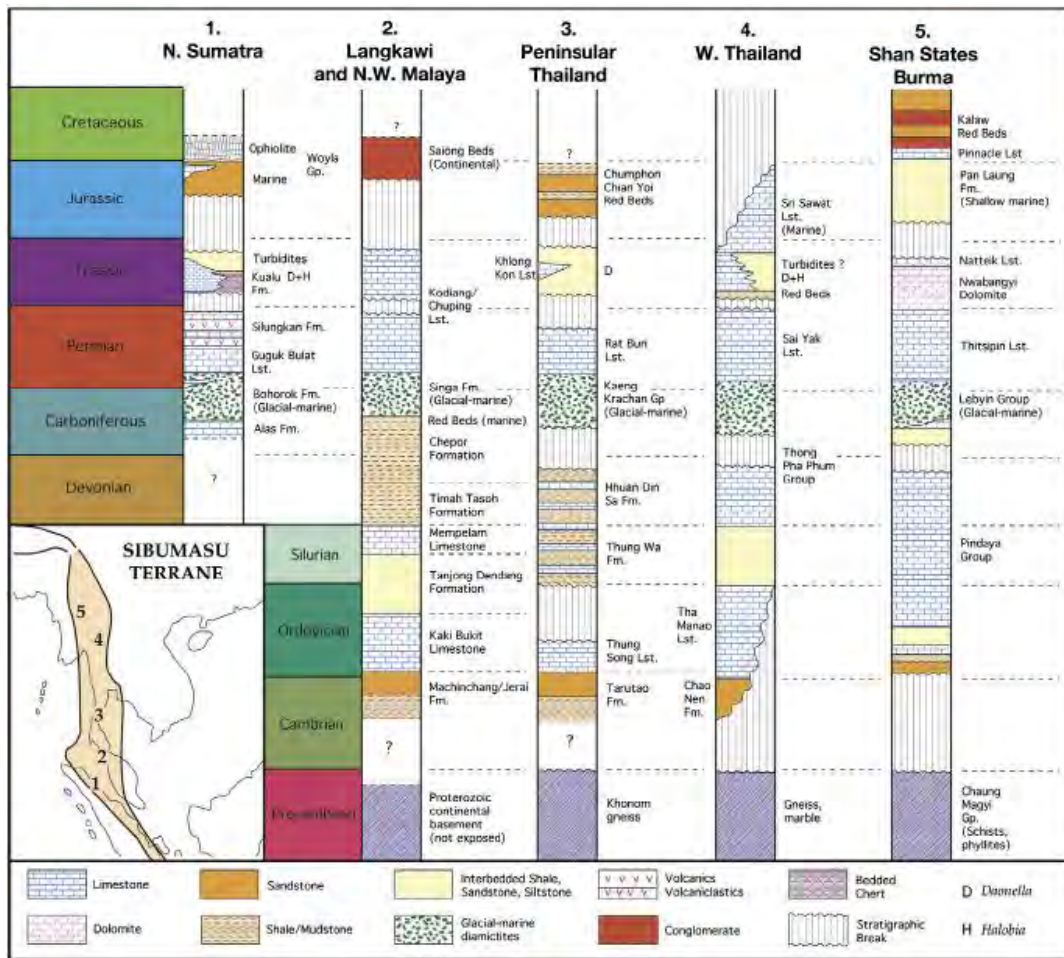 1.
N. Sumatra
2.
Langkawi
and N.W. Malaya
3.
Peninsular
Thailand
4.
W. Thailand
5.
Shan States
Burma
Cretaceous
Jurassic
Triassic
Permian
Carboniferous
Devonian
Silurian
Ordovician
Cambrian
Precambrian
Ophiolite
Woyla
Gp.
Marine
Turbidites
Kualu D+H
Fm.
Silungkan Fm.
Guguk Bulat
Lst.
Bohorok Fm.
(Glacial-marine)
Alas Fm.
?
?
Saiong Beds
(Continental)
Kodiang/
Chuping
Lst.
Singa Fm.
(Glacial-marine)
Red Beds (marine)
Chepor
Formation
Timah Tasoh
Formation
Mempelam
Limestone
Tanjong Dendang
Formation
Kaki Bukit
Limestone
Machinchang/Jerai
Fm.
?
Proterozoic
continental
basement
(not exposed)
?
Chumphon
Chian Yoi
Red Beds
Khlong
Kon Lst.
D
Rat Buri
Lst.
Kaeng
Krachan Gp
(Glacial-marine)
Hhuan Din
Sa Fm.
Thung Wa
Fm.
Thung
Song Lst.
Tarutao
Fm.
?
Khonom
gneiss
Sri Sawat
Lst.
(Marine)
Turbidites ?
D+H
Red Beds
Sai Yak
Lst.
Thong
Pha Phum
Group
Tha
Manao
Lst.
Chao
Nen
Fm.
Gneiss,
marble
Kalaw
Red Beds
Pinnacle Lst
Pan Laung
Fm.
(Shallow marine)
Natteik Lst.
Nwabangyi
Dolomite
Thitsipin Lst.
Lebyin Group
(Glacial-marine)
Pindaya
Group
Chaung
Magyi
Gp.
(Schists,
phyllites)
SIBUMASU
TERRANE
5
4
3
2
1
Limestone
Sandstone
Interbedded Shale,
Sandstone, Siltstone
Volcanics
Volcaniclastics
Bedded
Chert
D Daonella
Dolomite
Shale/Mudstone
Glacial-marine
diamictites
Conglomerate
Stratigraphic
Break
H Halobia